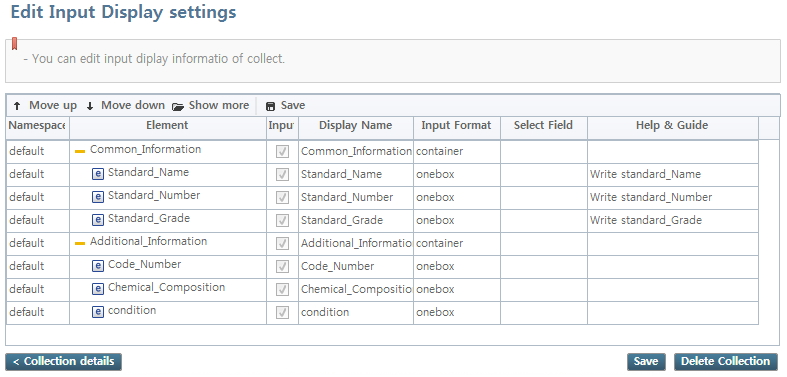 Edit Input Display settings
- You can edit input diplay informatio of collect.
Move up Move down Show more Save
Namespace Element Input Display Name Input Format Select Field Help & Guide
default Common_Information Common_Information container
default Standard_Name Standard_Name onebox Write standard_Name
default Standard_Number Standard_Number onebox Write standard_Number
default Standard_Grade Standard_Grade onebox Write standard_Grade
default Additional_Information Additional_Informatio container
default Code_Number Code_Number onebox
default Chemical_Composition Chemical_Compositio onebox
default condition condition onebox
< Collection details Save Delete Collection